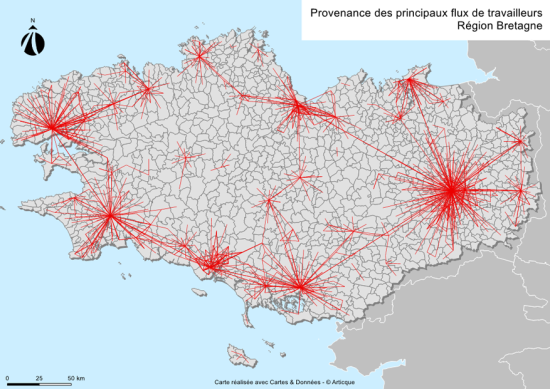 Provenance des principaux flux de travailleurs
Région Bretagne
N
0 25 50 km
Carte réalisée avec Cartes & Données - © Articque